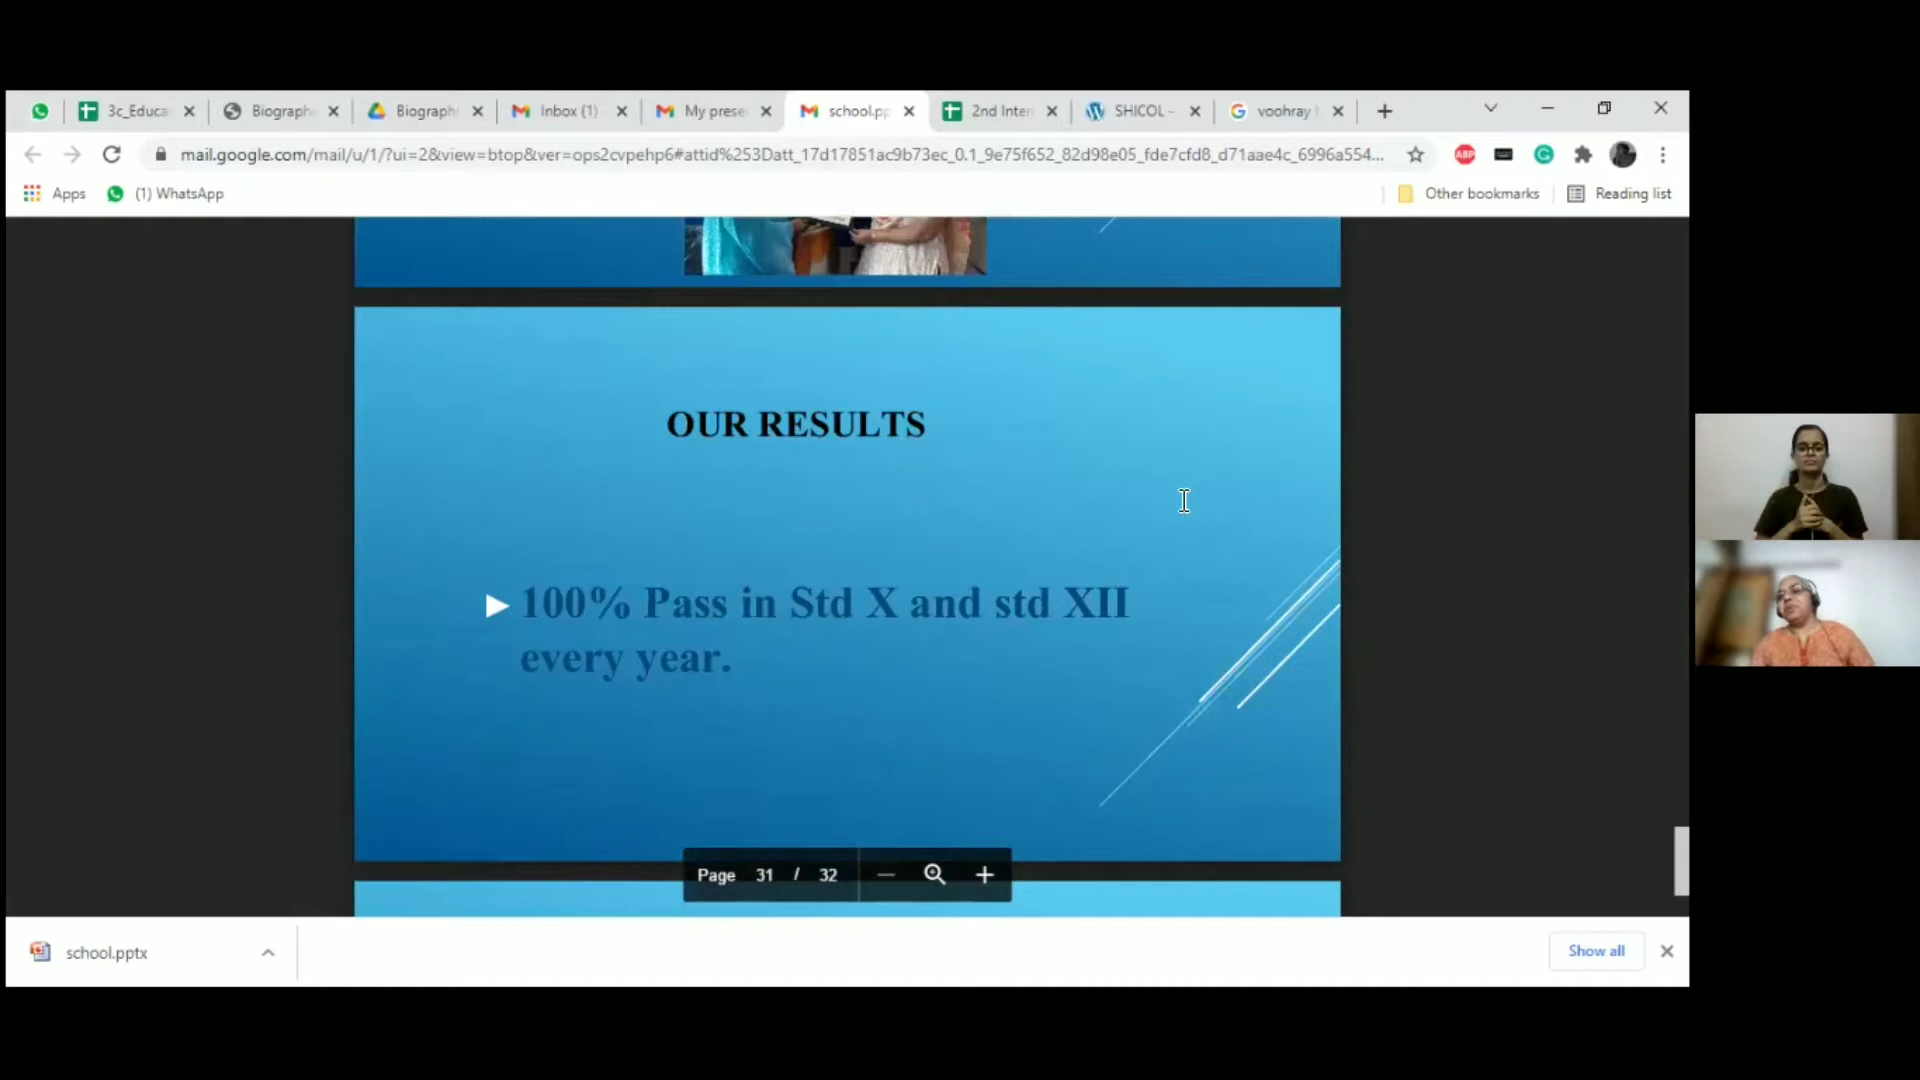 3c_Educa
Biograph
Biograph
Inbox (1)
My prese
school.pp
2nd Inter
SHICOL -
voohray
mail.google.com/mail/u/1/?ui=2&view=btop&ver=ops2cvpehp6#attid%253Datt_17d17851ac9b73ec_0.1_9e75f652_82d98e05_fde7cfd8_d71aae4c_6996a554...
ABP
Apps
(1) WhatsApp
Other bookmarks
Reading list
OUR RESULTS
100% Pass in Std X and std XII
every year.
Page 31 / 32
school.pptx
Show all